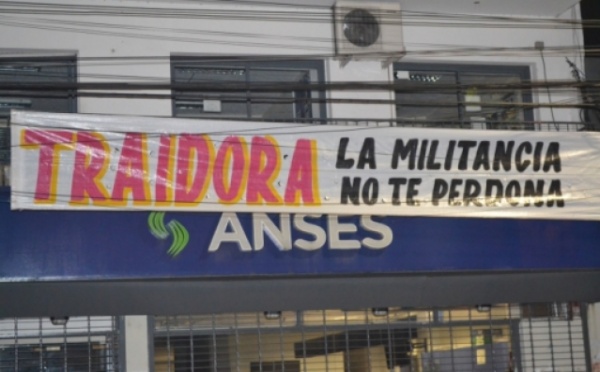 TRAIDORA LA MILITANCIA
NO TE PERDONA
ANSES